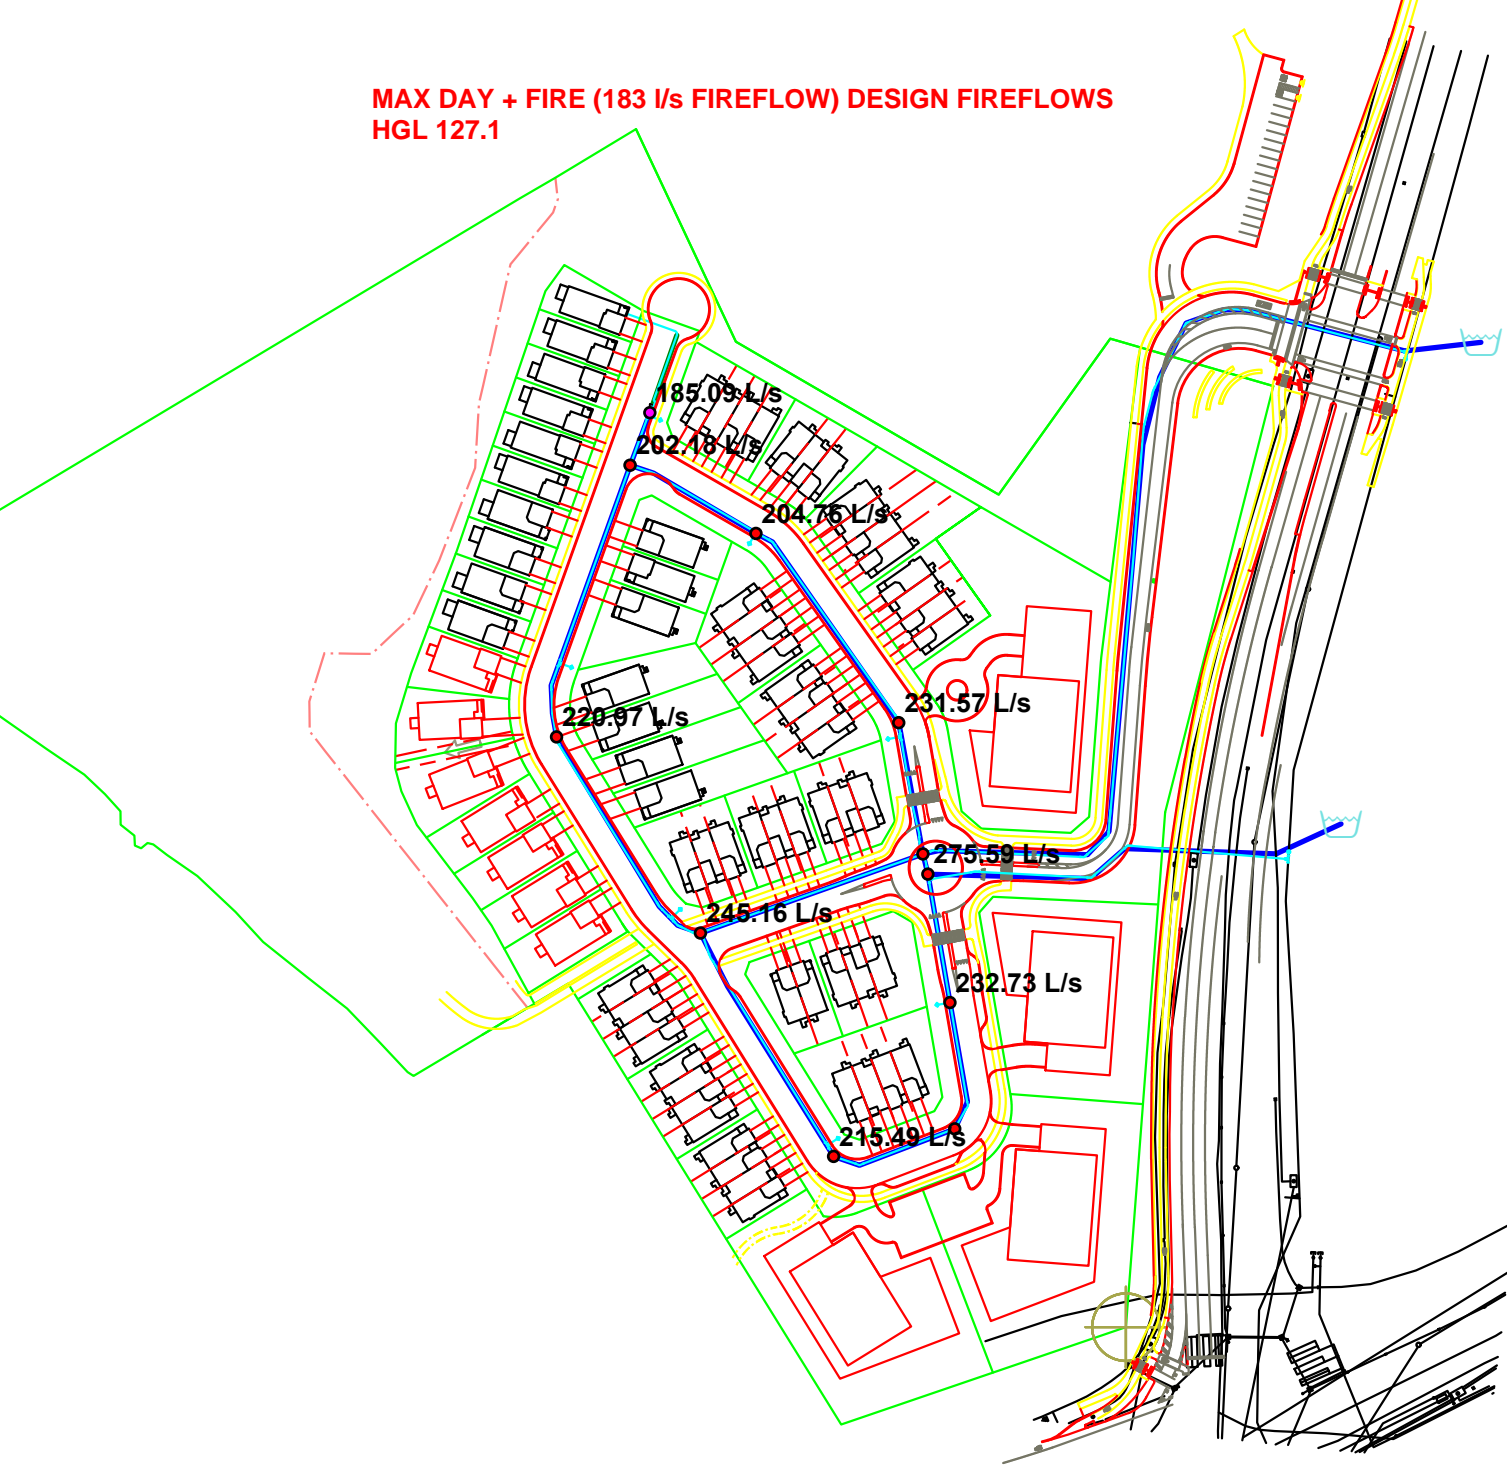 MAX DAY + FIRE (183 l/s FIREFLOW) DESIGN FIREFLOWS
HGL 127.1
185.09 L/s
202.18 L/s
204.76 L/s
231.57 L/s
220.97 L/s
275.59 L/s
245.16 L/s
232.73 L/s
215.49 L/s